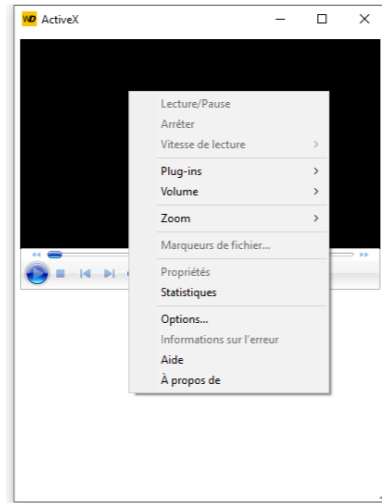 WD ActiveX
Lecture/Pause
Arrêter
Vitesse de lecture
Plug-ins
Volume
Zoom
Marqueurs de fichier...
Propriétés
Statistiques
Options...
Informations sur l'erreur
Aide
À propos de